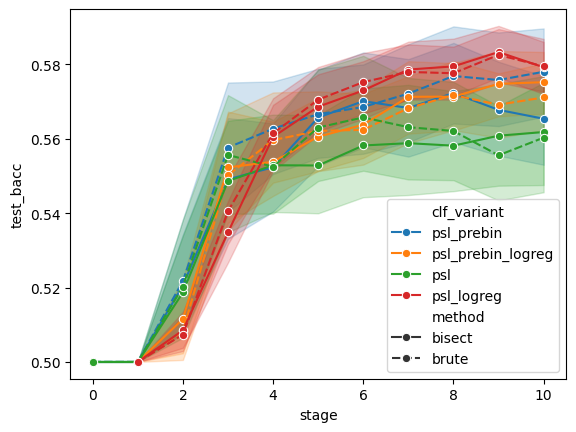 0.58
0.56
0.54
0.52
0.50
test_bacc
0 2 4 6 8 10
stage
clf_variant
psl_prebin
psl_prebin_logreg
psl
psl_logreg
method
bisect
brute